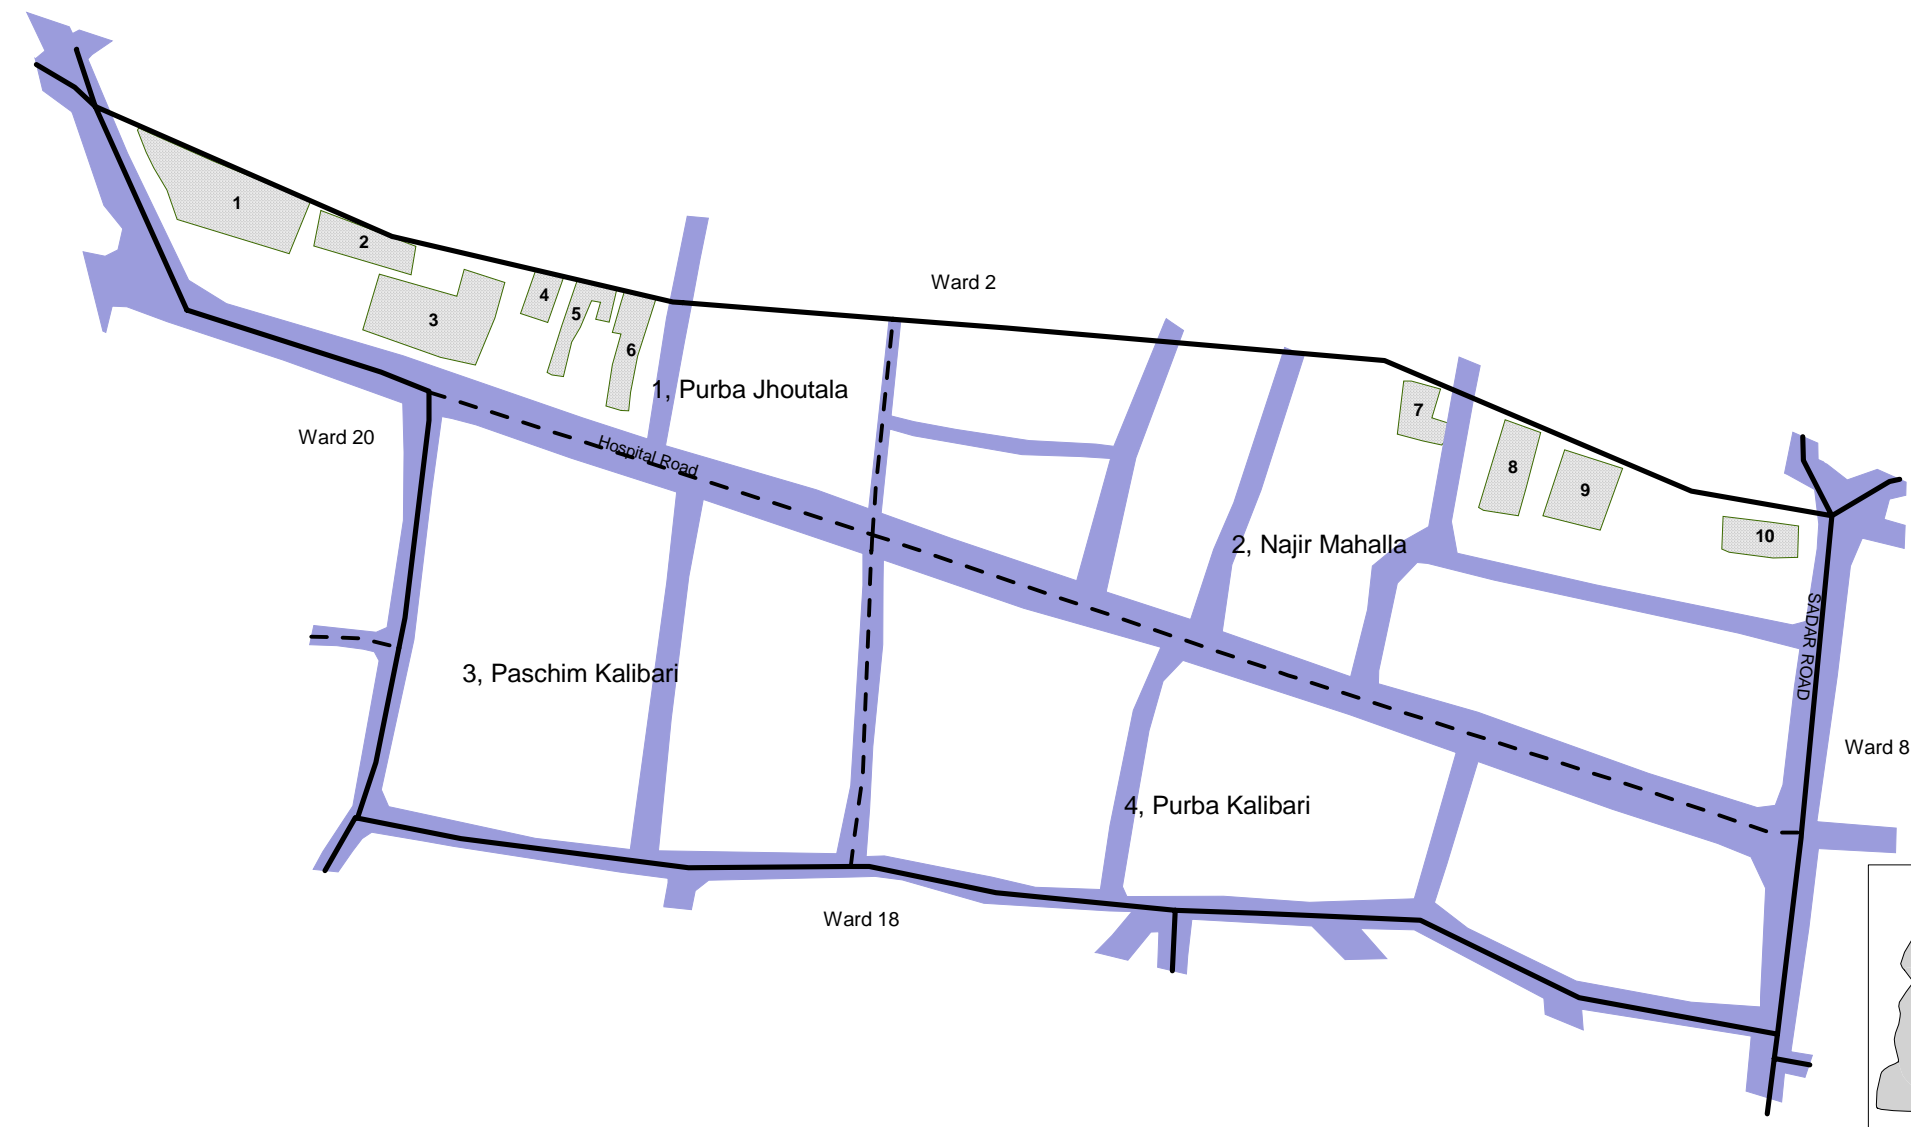 1
2
3
4
5
6
Ward 2
1, Purba Jhoutala
7
8
9
10
Ward 20
Hospital Road
2, Najir Mahalla
SADAR ROAD
3, Paschim Kalibari
Ward 8
4, Purba Kalibari
Ward 18